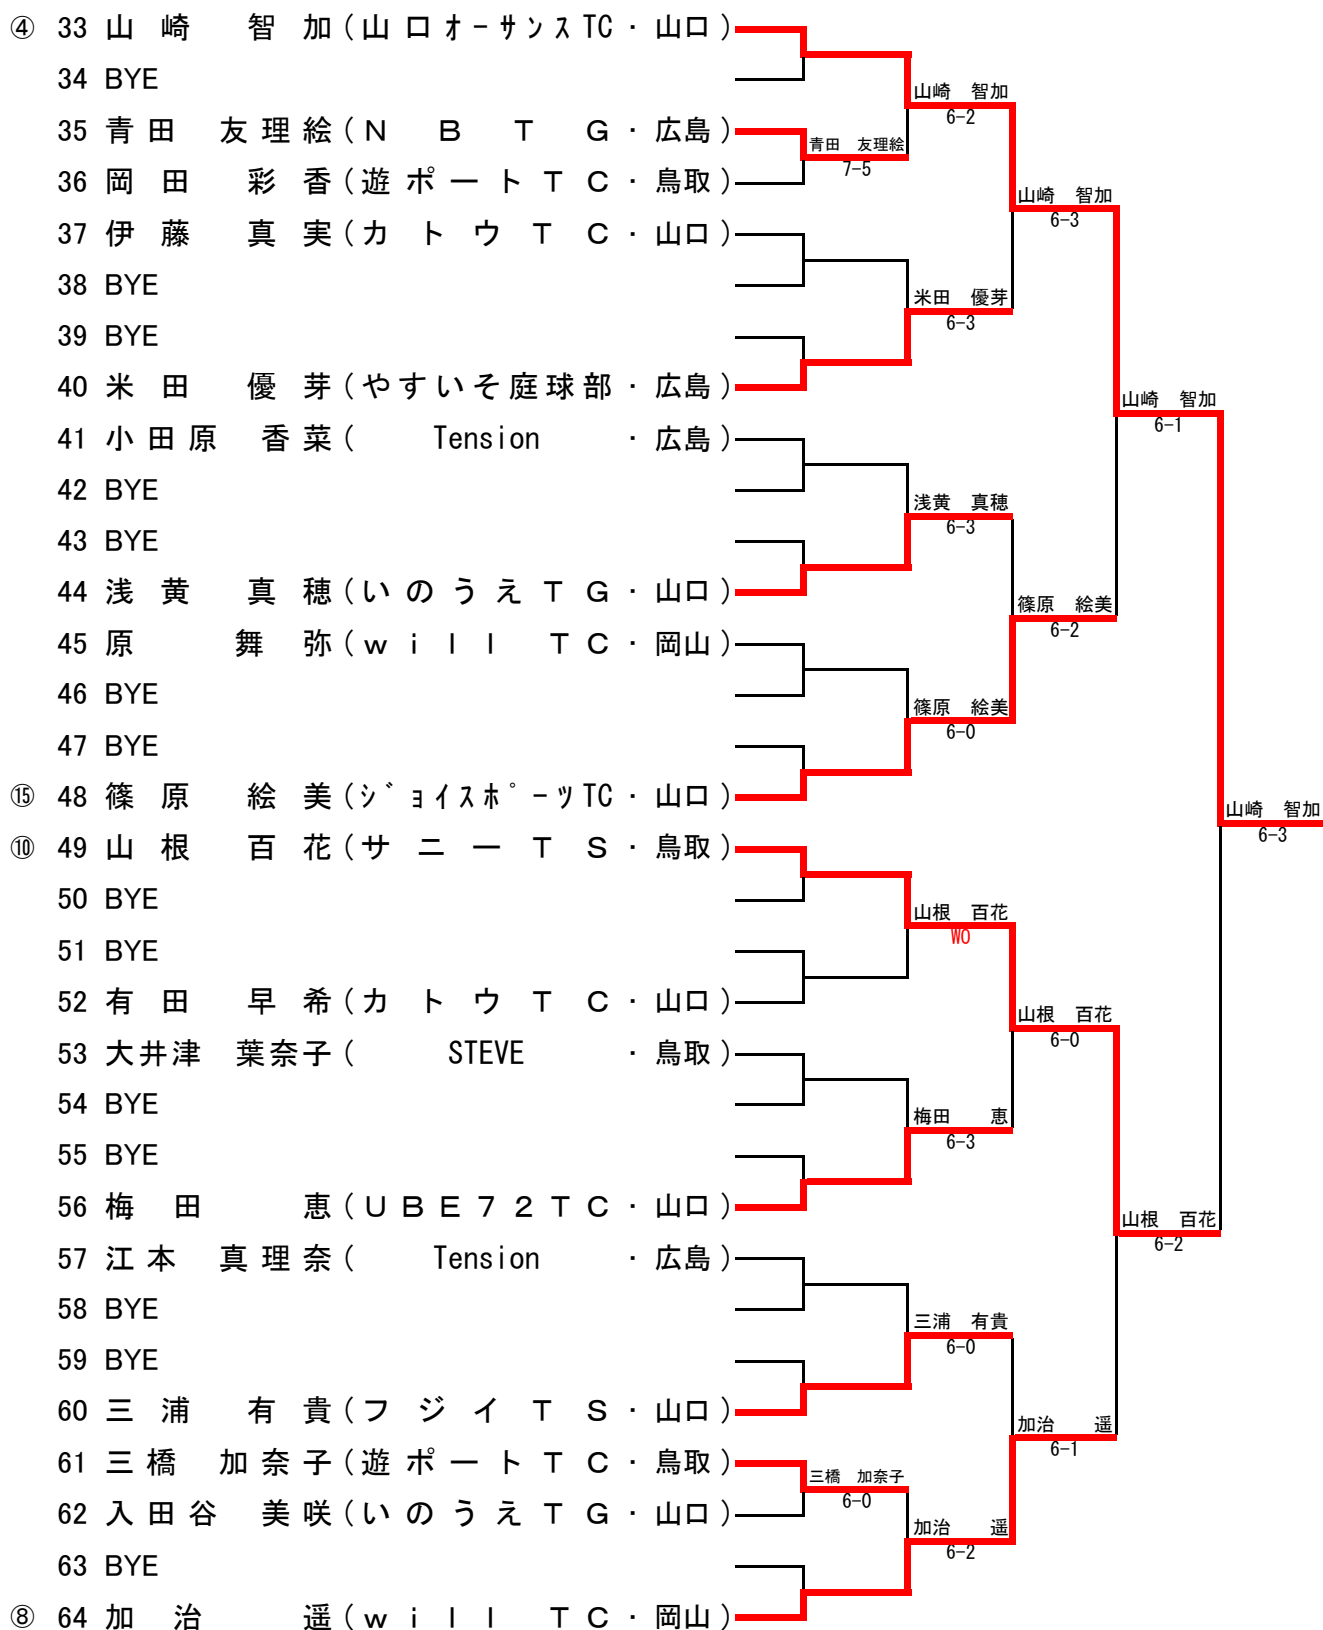 ④ 33 山 崎 智 加 (山 口 ｵｰｻﾝｽ TC ・ 山口 )
34 BYE
山崎 智加
6-2
35 青 田 友 理 絵 (Ｎ Ｂ Ｔ Ｇ ・ 広島 )
青田 友理絵
7-5
36 岡 田 彩 香 (遊 ポ ー ト Ｔ Ｃ ・ 鳥取 )
山崎 智加
6-3
37 伊 藤 真 実 (カ ト ウ Ｔ Ｃ ・ 山口 )
38 BYE
米田 優芽
6-3
39 BYE
40 米 田 優 芽 (やすいそ庭球部 ・ 広島 )
山崎 智加
6-1
41 小 田 原 香 菜 ( Tension ・ 広島 )
42 BYE
浅黄 真穂
6-3
43 BYE
44 浅 黄 真 穂 (い の う え Ｔ Ｇ ・ 山口 )
篠原 絵美
6-2
45 原 舞 弥 (ｗ ｉ ｌ ｌ Ｔ Ｃ ・ 岡山 )
46 BYE
篠原 絵美
6-0
47 BYE
⑮ 48 篠 原 絵 美 (ｼﾞｮｲｽﾎﾟｰﾂTC ・ 山口 )
山崎 智加
6-3
⑩ 49 山 根 百 花 (サ ニ ー Ｔ Ｓ ・ 鳥取 )
50 BYE
山根 百花
WO
51 BYE
52 有 田 早 希 (カ ト ウ Ｔ Ｃ ・ 山口 )
山根 百花
6-0
53 大井津 葉奈子 ( STEVE ・ 鳥取 )
54 BYE
梅田 恵
6-3
55 BYE
56 梅 田 恵 (Ｕ Ｂ Ｅ ７ ２ Ｔ Ｃ ・ 山口 )
山根 百花
6-2
57 江 本 真 理 奈 ( Tension ・ 広島 )
58 BYE
三浦 有貴
6-0
59 BYE
60 三 浦 有 貴 (フ ジ イ Ｔ Ｓ ・ 山口 )
加治 遥
6-1
61 三 橋 加 奈 子 (遊 ポ ー ト Ｔ Ｃ ・ 鳥取 )
三橋 加奈子
6-0
62 入 田 谷 美 咲 (い の う え Ｔ Ｇ ・ 山口 )
加治 遥
6-2
63 BYE
⑧ 64 加 治 遥 (ｗ ｉ ｌ ｌ Ｔ Ｃ ・ 岡山 )